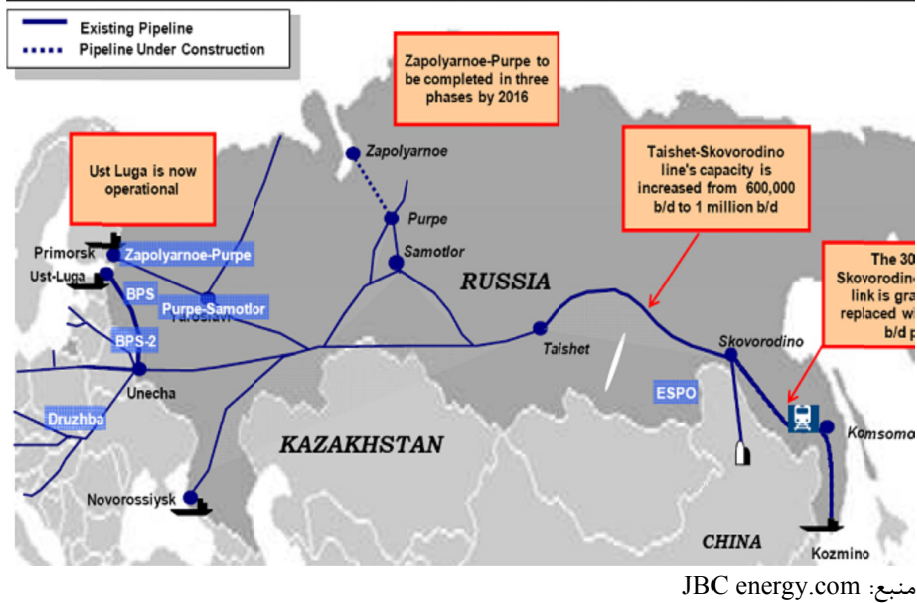 Existing Pipeline
Pipeline Under Construction
Zapolyarnoe-Purpe to
be completed in three
phases by 2016
Ust Luga is now
operational
Taishet-Skovorodino
line's capacity is
increased from 600,000
b/d to 1 million b/d
The 30
Skovorodin-
link is gra
replaced wi
b/d p
Zapolyarnoe
Purpe
Samotlor
Primorsk
Zapolyarnoe-Purpe
Ust-Luga
BPS
Purpe-Samotlor
BPS-2
RUSSIA
Taishet
Skovorodino
Unecha
ESPO
Druzhba
KAZAKHSTAN
Komsomo
Novorossiysk
CHINA
Kozmino
منبع: JBC energy.com